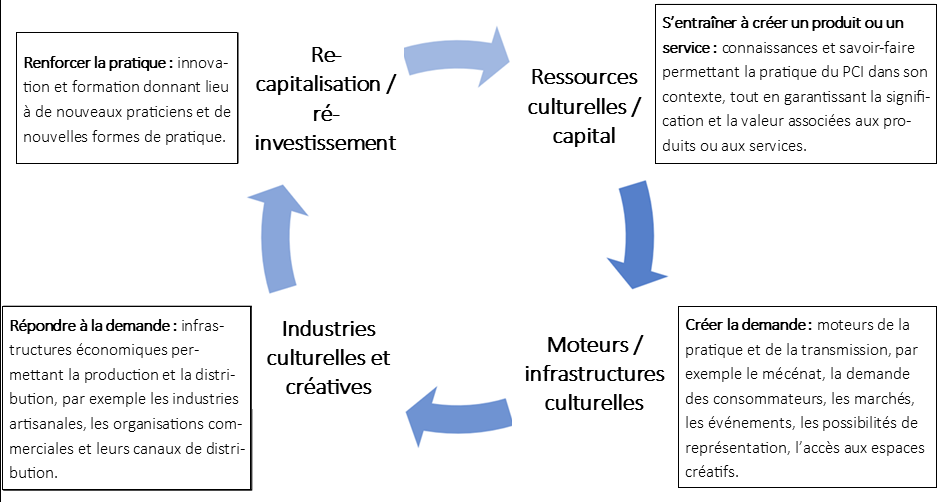 Renforcer la pratique : innova-
tion et formation donnant lieu
à de nouveaux praticiens et de
nouvelles formes de pratique.
Re-
capitalisation /
ré-
investissement
Ressources
culturelles /
capital
S’entraîner à créer un produit ou un
service : connaissances et savoir-faire
permettant la pratique du PCI dans son
contexte, tout en garantissant la signifi-
cation et la valeur associées aux pro-
duits ou aux services.
Répondre à la demande : infras-
tructures économiques per-
mettant la production et la distri-
bution, par exemple les industries
artisanales, les organisations com-
merciales et leurs canaux de distri-
bution.
Industries
culturelles et
créatives
Moteurs /
infrastructures
culturelles
Créer la demande : moteurs de la
pratique et de la transmission, par
exemple le mécénat, la demande
des consommateurs, les marchés,
les événements, les possibilités de
représentation, l’accès aux espaces
créatifs.